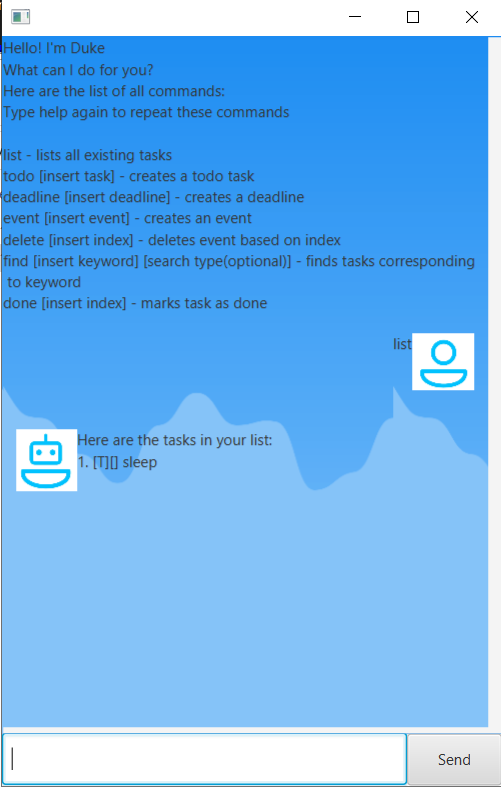 Hello! I'm Duke
What can I do for you?
Here are the list of all commands:
Type help again to repeat these commands
list - lists all existing tasks
todo [insert task] - creates a todo task
deadline [insert deadline] - creates a deadline
event [insert event] - creates an event
delete [insert index] - deletes event based on index
find [insert keyword] [search type(optional)] - finds tasks corresponding
to keyword
done [insert index] - marks task as done
list
Here are the tasks in your list:
1. [T][] sleep
Send